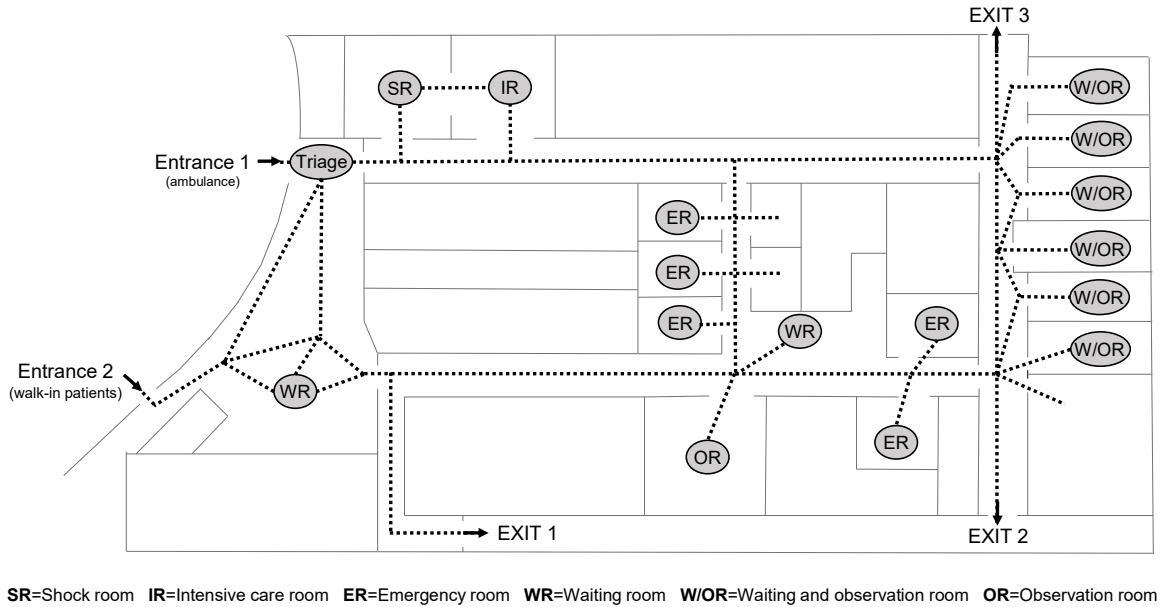 EXIT 3
SR
IR
W/OR
W/OR
Entrance 1
(ambulance)
Triage
W/OR
ER
W/OR
ER
W/OR
ER
WR
ER
W/OR
Entrance 2
(walk-in patients)
WR
ER
OR
EXIT 1
EXIT 2
SR=Shock room IR=Intensive care room ER=Emergency room WR=Waiting room W/OR=Waiting and observation room OR=Observation room